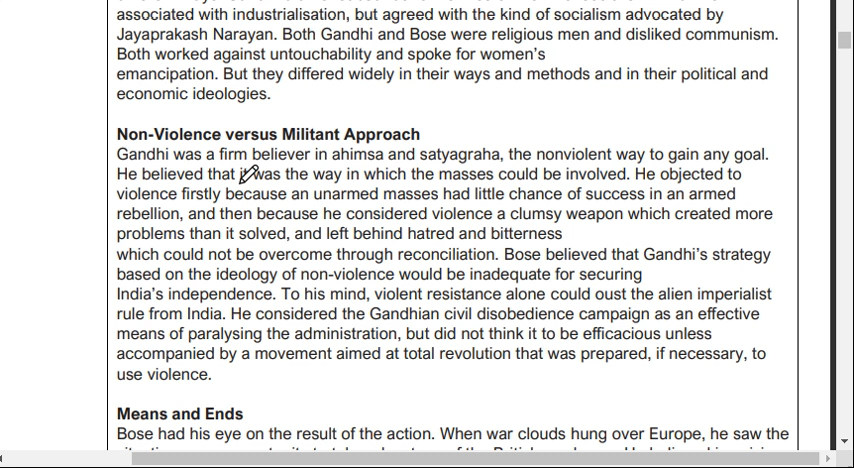 associated with industrialisation, but agreed with the kind of socialism advocated by
Jayaprakash Narayan. Both Gandhi and Bose were religious men and disliked communism.
Both worked against untouchability and spoke for women's
emancipation. But they differed widely in their ways and methods and in their political and
economic ideologies.
Non-Violence versus Militant Approach
Gandhi was a firm believer in ahimsa and satyagraha, the nonviolent way to gain any goal.
He believed that it was the way in which the masses could be involved. He objected to
violence firstly because an unarmed masses had little chance of success in an armed
rebellion, and then because he considered violence a clumsy weapon which created more
problems than it solved, and left behind hatred and bitterness
which could not be overcome through reconciliation. Bose believed that Gandhi's strategy
based on the ideology of non-violence would be inadequate for securing
India's independence. To his mind, violent resistance alone could oust the alien imperialist
rule from India. He considered the Gandhian civil disobedience campaign as an effective
means of paralysing the administration, but did not think it to be efficacious unless
accompanied by a movement aimed at total revolution that was prepared, if necessary, to
use violence.
Means and Ends
Bose had his eye on the result of the action. When war clouds hung over Europe, he saw the